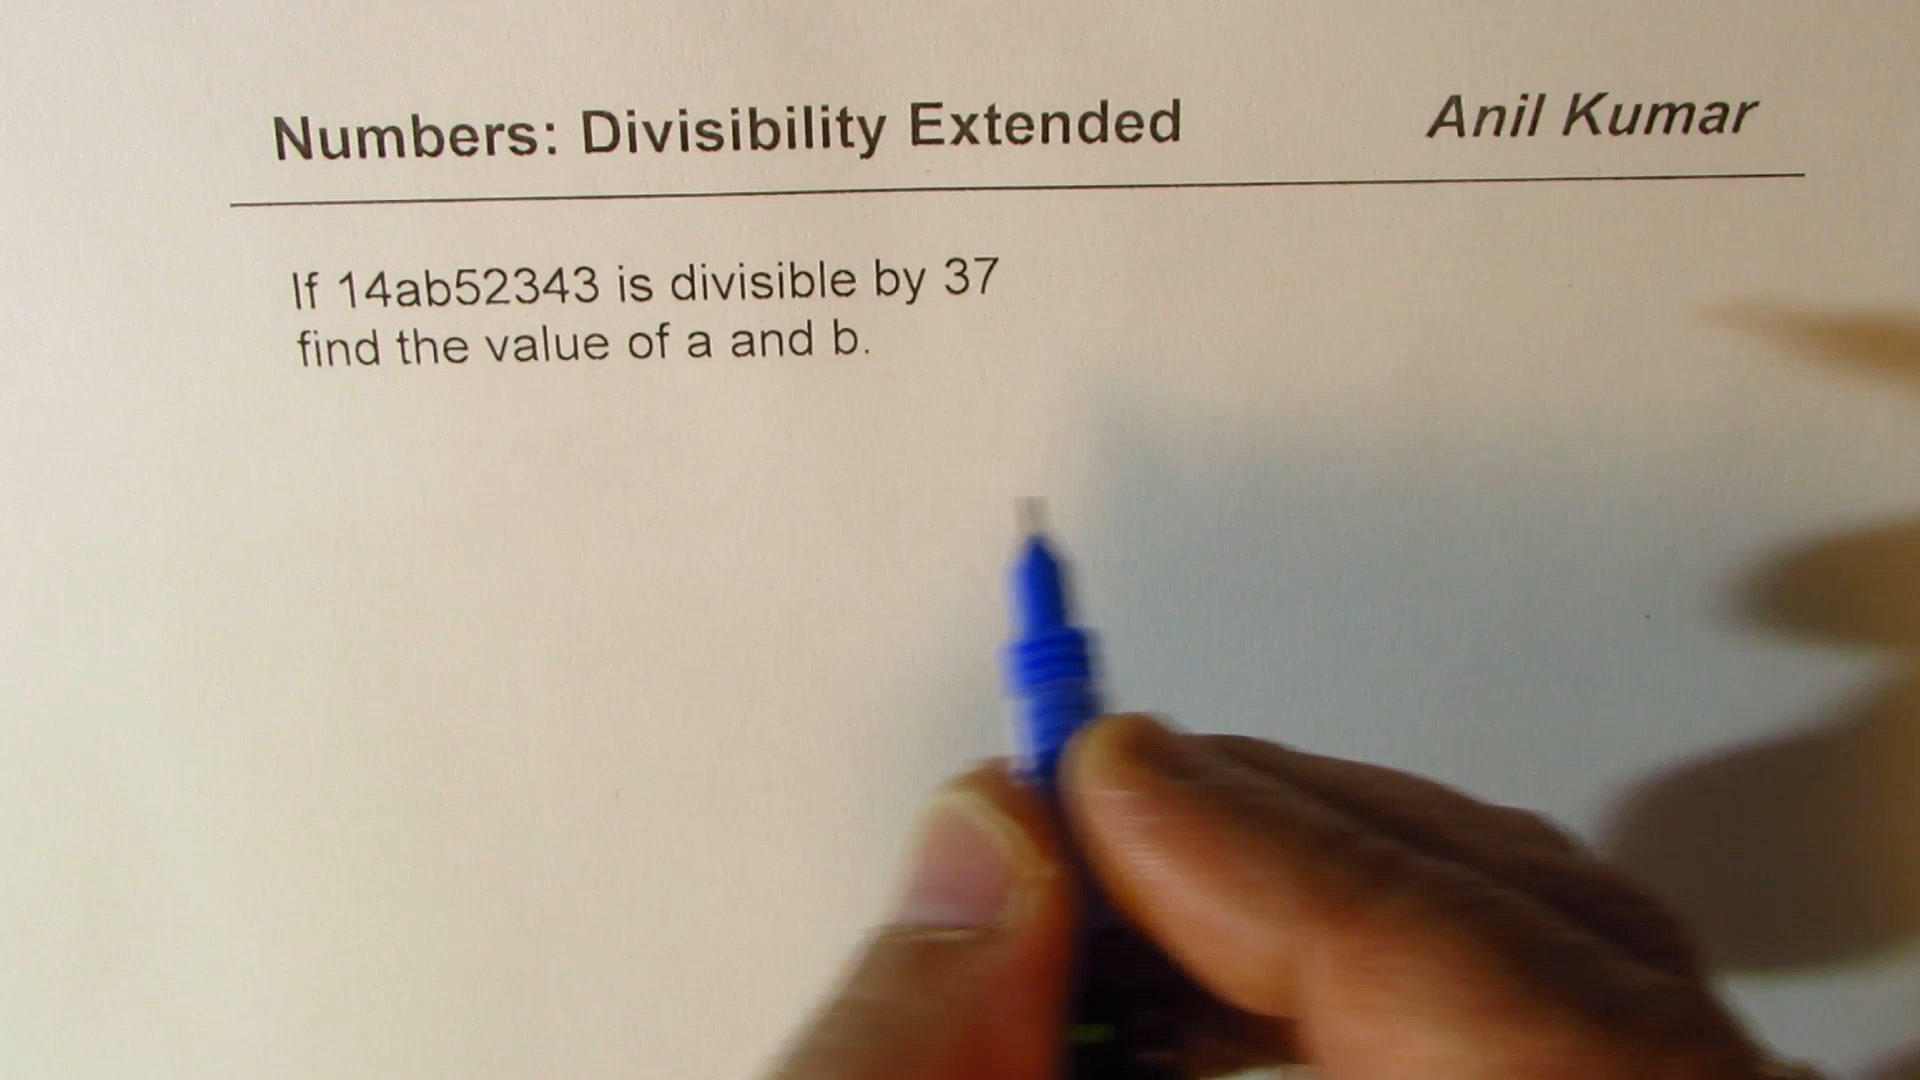 Numbers: Divisibility Extended Anil Kumar
If 14ab52343 is divisible by 37
find the value of a and b.